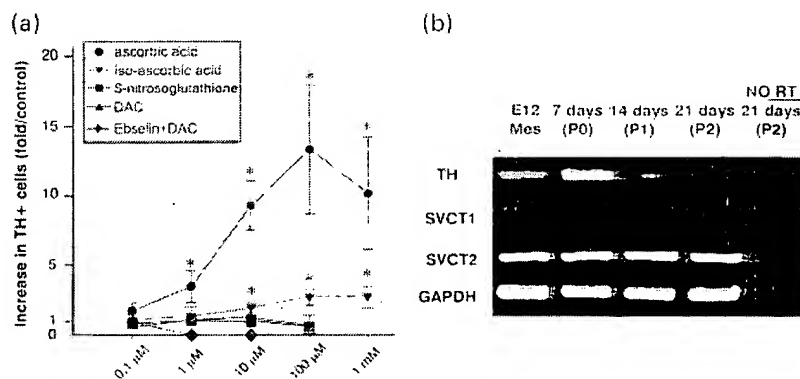 (a)
Increase in TH+ cells (fold/control)
20
15
10
5
1
0
ascorbic acid
iso-ascorbic acid
S-nitrosoglutathione
DAC
Ebselin+DAC
*
*
*
*
*
*
*
0.1 µM
1 µM
10 µM
100 µM
1 mM
(b)
NO RT
E12 7 days 14 days 21 days 21 days
Mes (P0) (P1) (P2) (P2)
TH
SVCT1
SVCT2
GAPDH